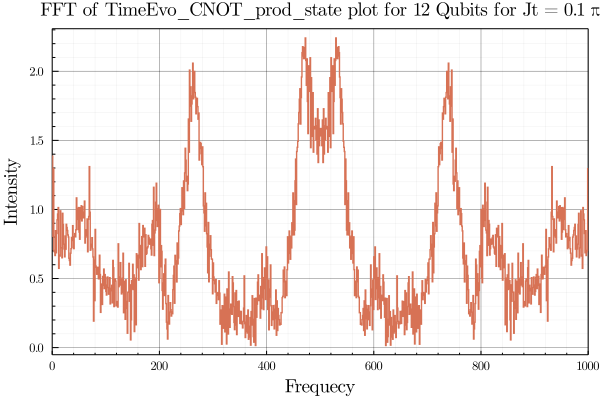 FFT of TimeEvo_CNOT_prod_state plot for 12 Qubits for Jt = 0.1 π
2.0
1.5
1.0
0.5
0.0
Intensity
0 200 400 600 800 1000
Frequecy